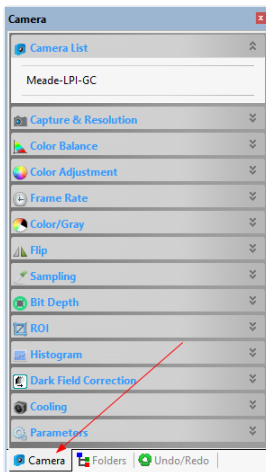 Camera
Camera List
Meade-LPI-GC
Capture & Resolution
Color Balance
Color Adjustment
Frame Rate
Color/Gray
Flip
Sampling
Bit Depth
ROI
Histogram
Dark Field Correction
Cooling
Parameters
Camera Folders Undo/Redo